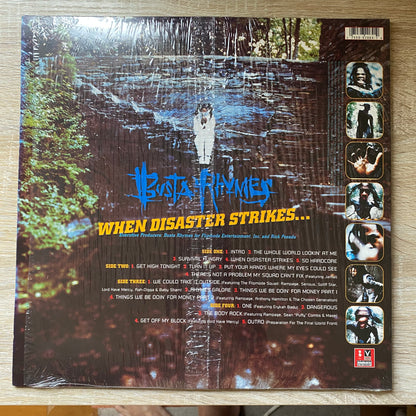 BUSTA RHYMES
WHEN DISASTER STRIKES...
Executive Producers: Busta Rhymes for Flipmode Entertainment, Inc. and Rick Posada
SIDE ONE 1. INTRO 2. THE WHOLE WORLD LOOKIN' AT ME
3. SURVIVAL HUNGRY 4. WHEN DISASTER STRIKES 5. SO HARDCORE
SIDE TWO: 1. GET HIGH TONIGHT 2. TURN IT UP 3. PUT YOUR HANDS WHERE MY EYES COULD SEE
THERE'S NOT A PROBLEM MY SQUAD CAN'T FIX (Featuring
SIDE THREE: 1. WE COULD TAKE IT OUTSIDE (Featuring The Flipmode Squad: Rampage, Serious, Spliff Star,
Lord Have Mercy, Rah-Digga & Baby Sham) GALORE 3. THINGS WE BE DOIN' FOR MONEY PART 1
4. THINGS WE BE DOIN' FOR MONEY PART 2 (Featuring Rampage, Anthony Hamilton & The Chosen Generation)
SIDE FOUR: 1. ONE (Featuring Erykah Badu) 2. DANGEROUS
THE BODY ROCK (Featuring Rampage, Sean "Puffy" Combs & Mase)
4. GET OFF MY BLOCK (Featuring Lord Have Mercy) 5. OUTRO (Preparation For The Final World Front)